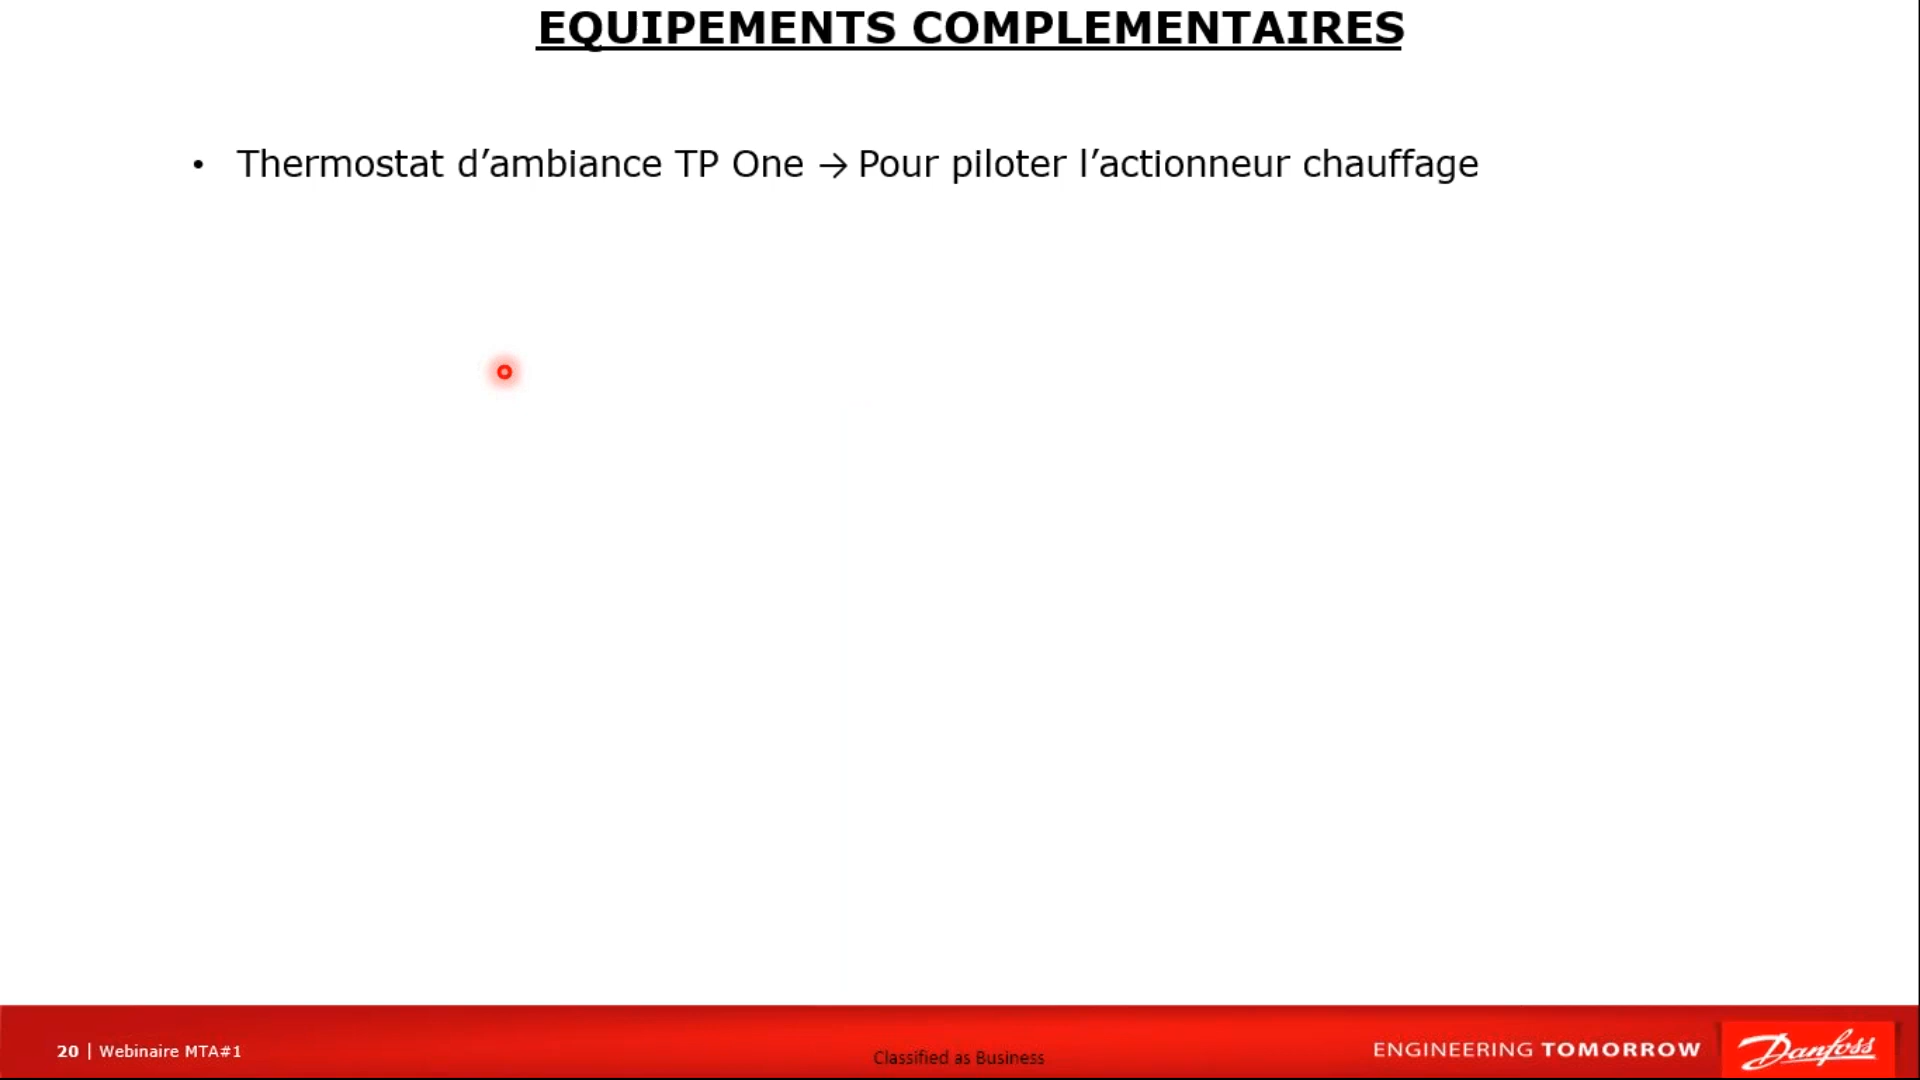 EQUIPEMENTS COMPLEMENTAIRES
• Thermostat d’ambiance TP One → Pour piloter l’actionneur chauffage
20 | Webinaire MTA#1
Classified as Business
ENGINEERING TOMORROW
Danfoss